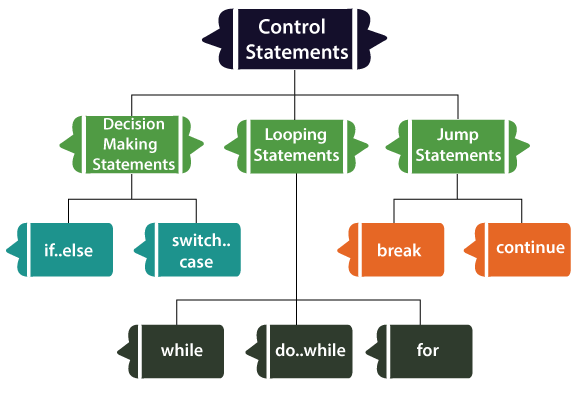 Control
Statements
Decision
Making
Statements
Looping
Statements
Jump
Statements
if..else
switch..
case
break
continue
while
do..while
for